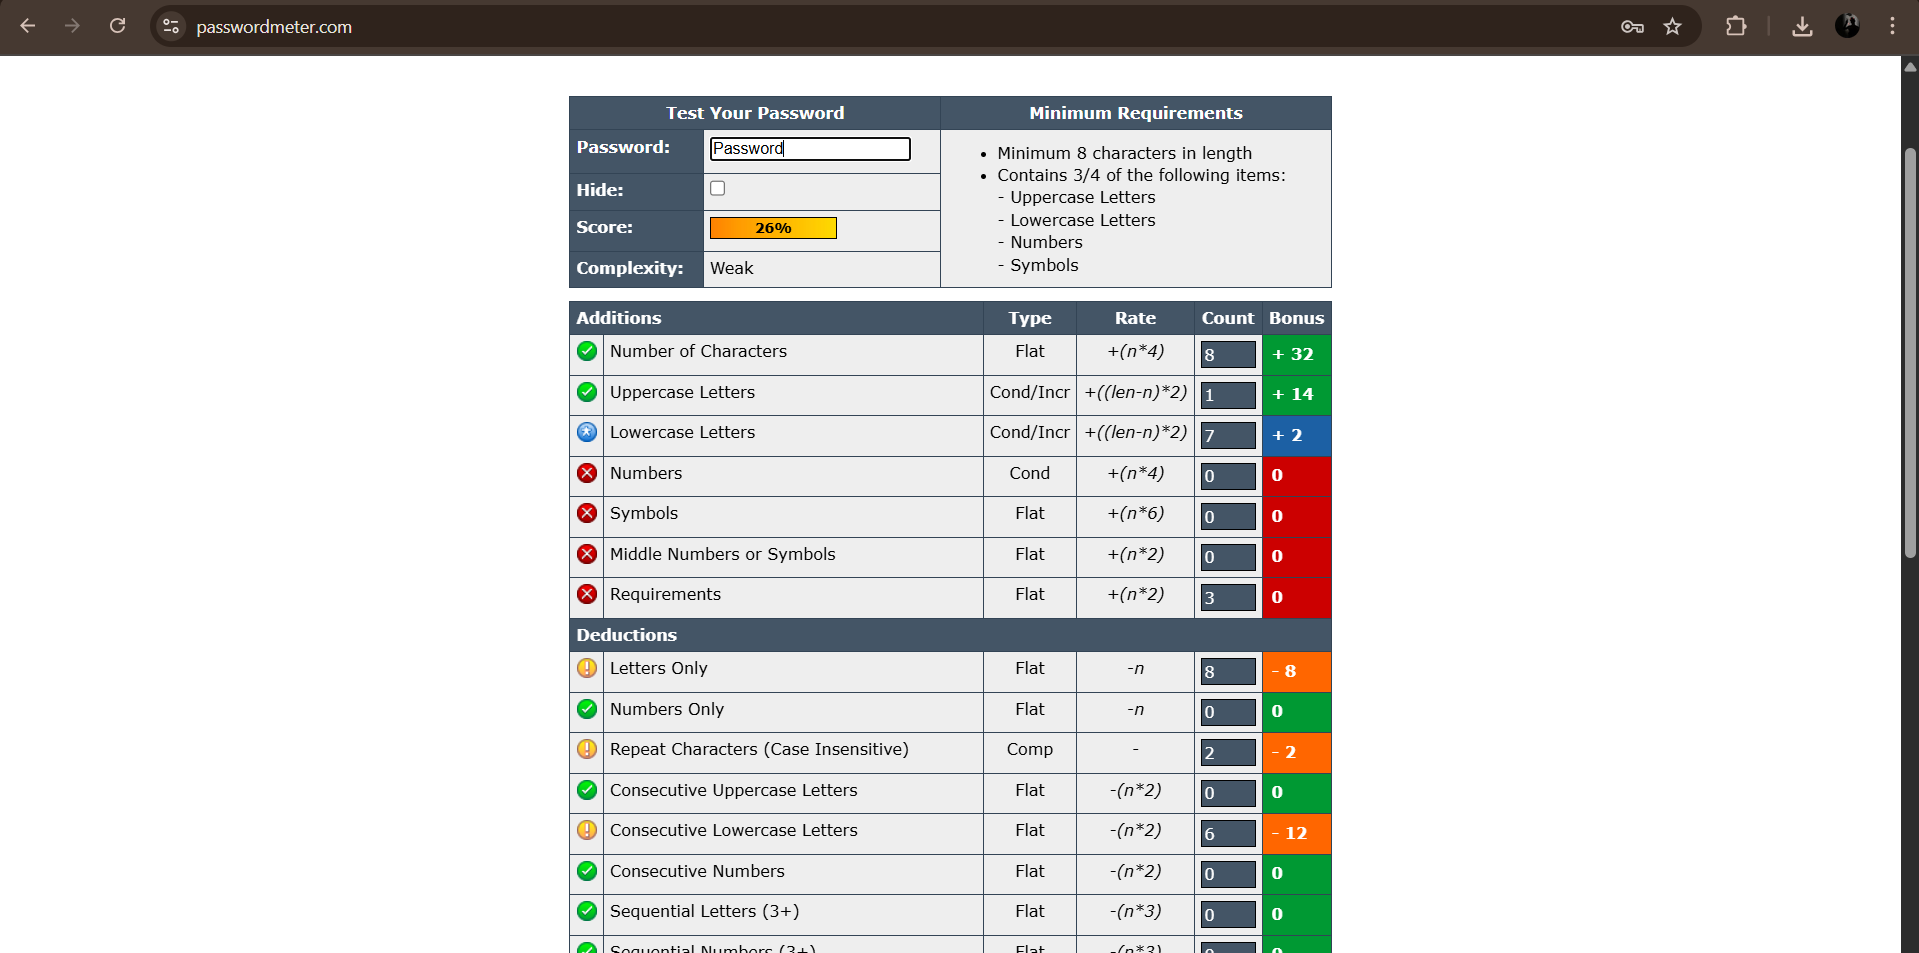 passwordmeter.com
Test Your Password Minimum Requirements
Password: Password
• Minimum 8 characters in length
• Contains 3/4 of the following items:
Hide:
- Uppercase Letters
- Lowercase Letters
Score: 26%
- Numbers
- Symbols
Complexity: Weak
Additions Type Rate Count Bonus
Number of Characters Flat +(n*4) 8 + 32
Uppercase Letters Cond/Incr +((len-n)*2) 1 + 14
Lowercase Letters Cond/Incr +((len-n)*2) 7 + 2
Numbers Cond +(n*4) 0 0
Symbols Flat +(n*6) 0 0
Middle Numbers or Symbols Flat +(n*2) 0 0
Requirements Flat +(n*2) 3 0
Deductions
Letters Only Flat -n 8 - 8
Numbers Only Flat -n 0 0
Repeat Characters (Case Insensitive) Comp - 2 - 2
Consecutive Uppercase Letters Flat -(n*2) 0 0
Consecutive Lowercase Letters Flat -(n*2) 6 - 12
Consecutive Numbers Flat -(n*2) 0 0
Sequential Letters (3+) Flat -(n*3) 0 0
Sequential Numbers (3+) Flat -(n*3) 0 0